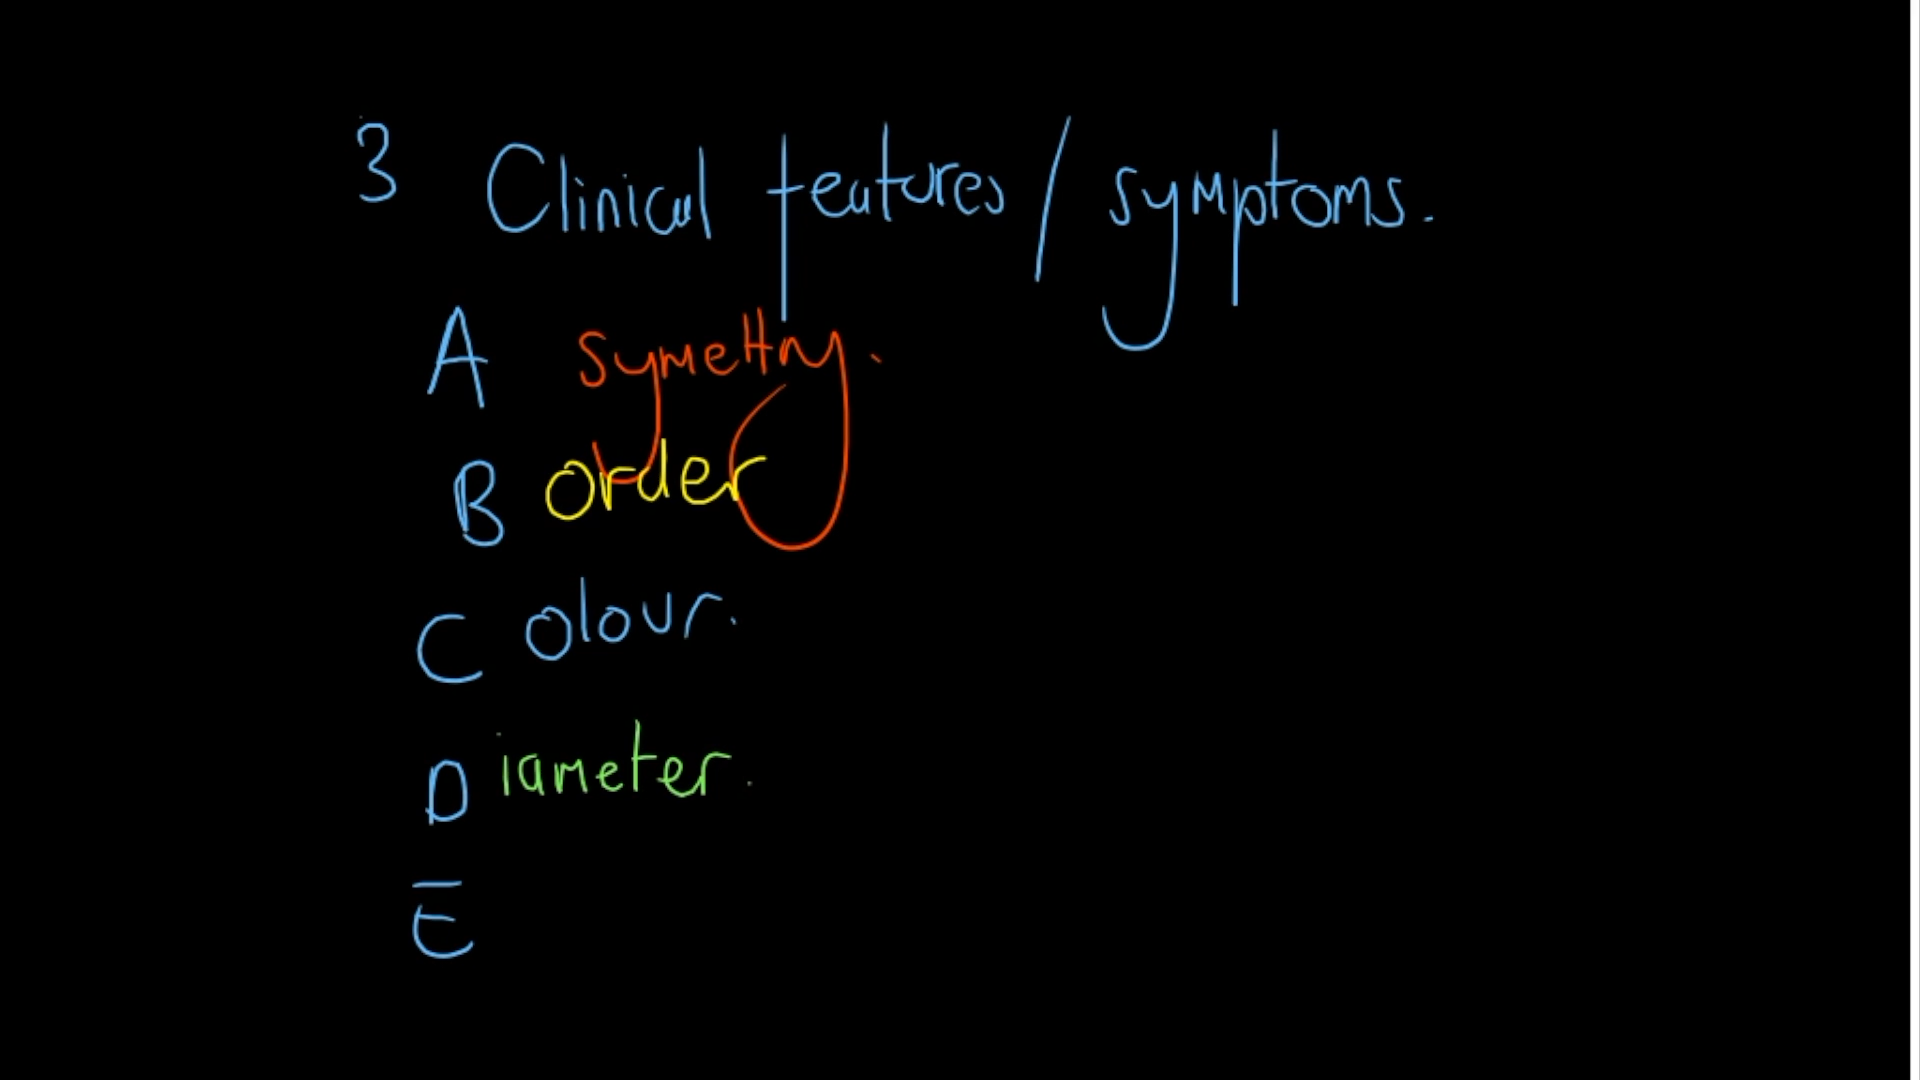 3 Clinical features / symptoms.
A symettry.
B order
C olour.
D iameter.
E